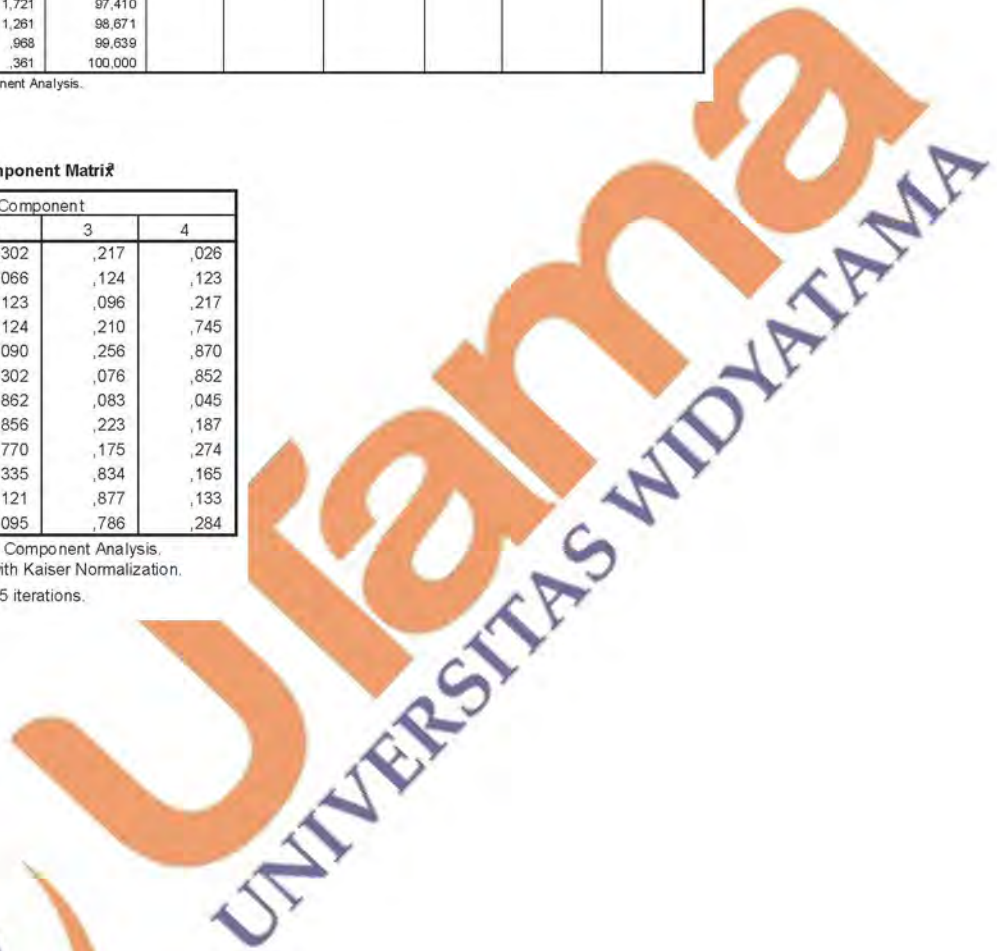 1,721 97,410
1,261 98,671
,968 99,639
,361 100,000
nent Analysis.
nponent Matrixª
Component
3 4
302 ,217 ,026
066 ,124 ,123
123 ,096 ,217
124 ,210 ,745
090 ,256 ,870
302 ,076 ,852
862 ,083 ,045
856 ,223 ,187
770 ,175 ,274
335 ,834 ,165
121 ,877 ,133
095 ,786 ,284
Component Analysis.
ith Kaiser Normalization.
5 iterations.
utama
UNIVERSITAS WIDYATAMA